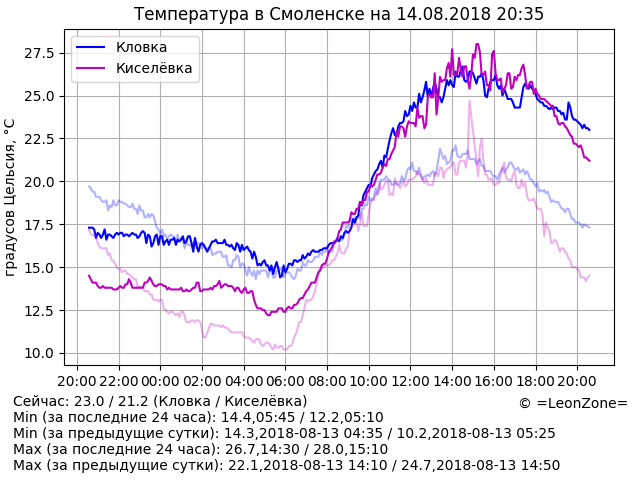 Температура в Смоленске на 14.08.2018 20:35
Кловка
Киселёвка
градусов Цельсия, °C
27.5
25.0
22.5
20.0
17.5
15.0
12.5
10.0
20:00 22:00 00:00 02:00 04:00 06:00 08:00 10:00 12:00 14:00 16:00 18:00 20:00
Сейчас: 23.0 / 21.2 (Кловка / Киселёвка)
© =LeonZone=
Min (за последние 24 часа): 14.4,05:45 / 12.2,05:10
Min (за предыдущие сутки): 14.3,2018-08-13 04:35 / 10.2,2018-08-13 05:25
Max (за последние 24 часа): 26.7,14:30 / 28.0,15:10
Max (за предыдущие сутки): 22.1,2018-08-13 14:10 / 24.7,2018-08-13 14:50